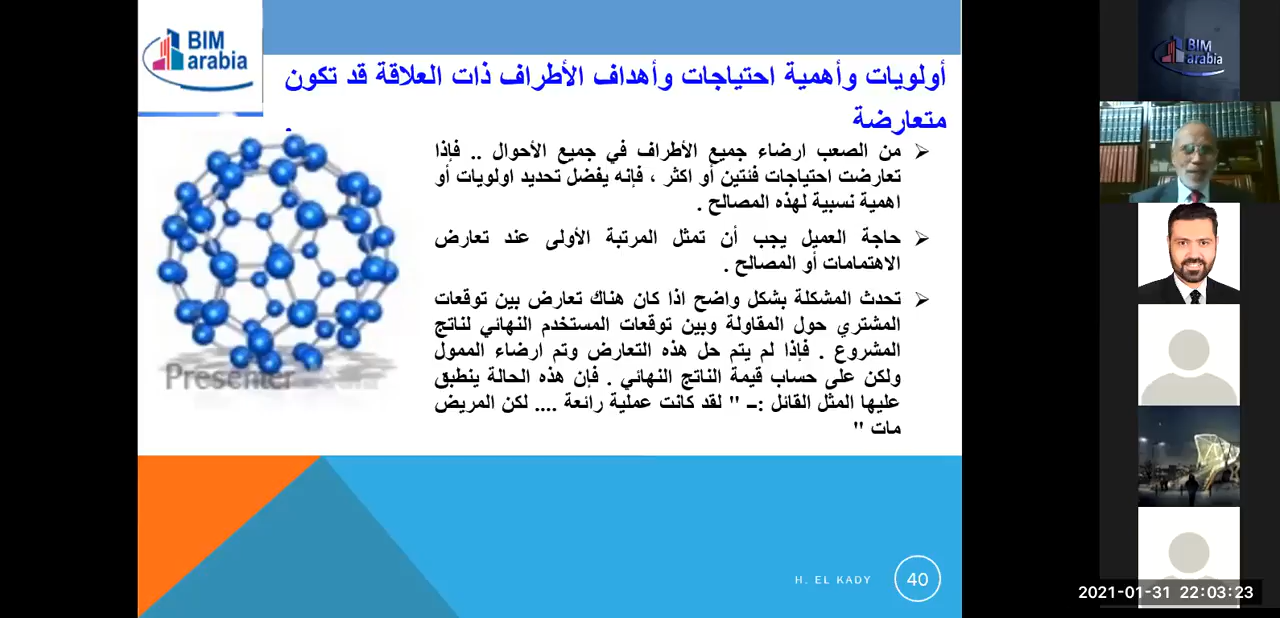 BIM
arabia
أولويات وأهمية احتياجات وأهداف الأطراف ذات العلاقة قد تكون
متعارضة .
من الصعب ارضاء جميع الأطراف في جميع الأحوال .. فإذا
تعارضت احتياجات فئتين أو اكثر ، فإنه يفضل تحديد اولويات أو
اهمية نسبية لهذه المصالح .
حاجة العميل يجب أن تمثل المرتبة الأولى عند تعارض
الاهتمامات أو المصالح .
تحدث المشكلة بشكل واضح اذا كان هناك تعارض بين توقعات
المشتري حول المقاولة وبين توقعات المستخدم النهائي لناتج
المشروع . فإذا لم يتم حل هذه التعارض وتم ارضاء الممول
ولكن على حساب قيمة الناتج النهائي . فإن هذه الحالة ينطبق
عليها المثل القائل :– " لقد كانت عملية رائعة .... لكن المريض
مات "
Presenter
H. EL KADY
40
BIM
arabia
2021-01-31 22:03:23